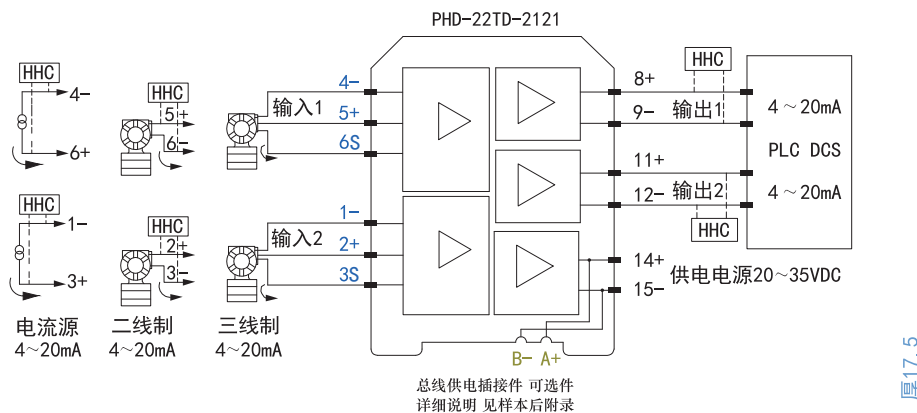 PHD-22TD-2121
HHC
4-
6+
HHC
5+
6-
4-
5+
6S
输入1
8+
9-
HHC
输出1
11+
12-
输出2
HHC
4~20mA
PLC DCS
4~20mA
HHC
1-
3+
HHC
2+
3-
1-
2+
3S
输入2
14+
15-
供电电源20~35VDC
电流源
4~20mA
二线制
4~20mA
三线制
4~20mA
B- A+
总线供电插接件 可选件
详细说明 见样本后附录
厚17.5